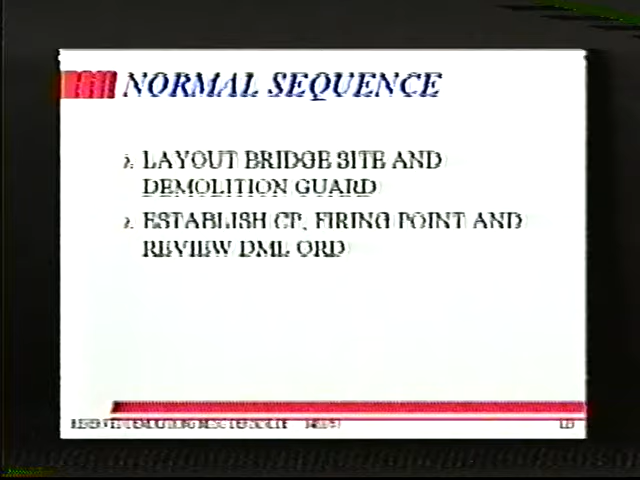 NORMAL SEQUENCE
LAYOUT BRIDGE SITE AND
DEMOLITION GUARD
ESTABLISH CP, FIRING POINT AND
REVIEW DML ORD